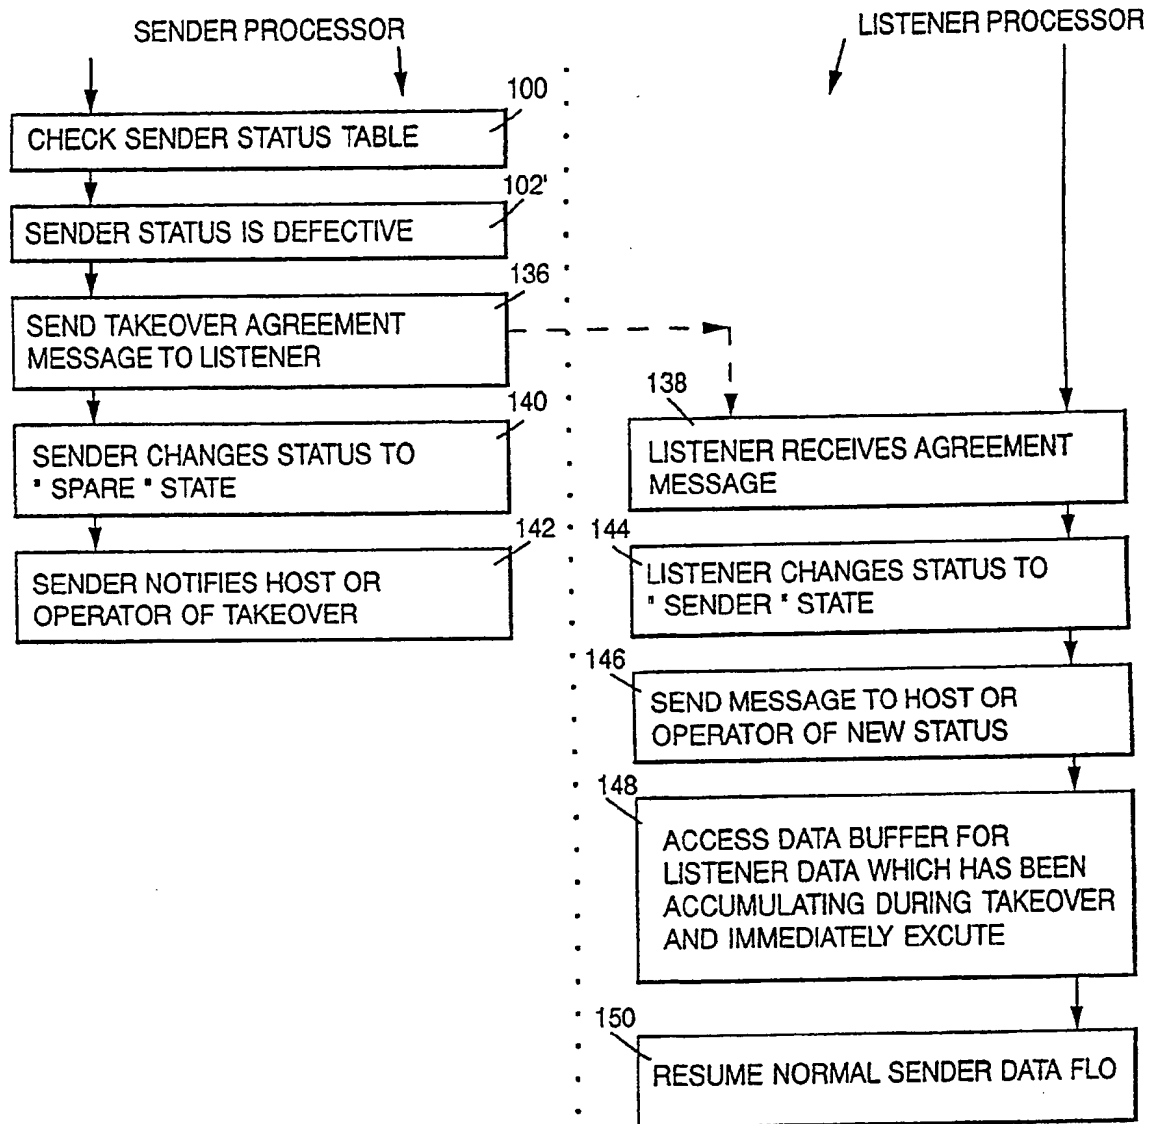 SENDER PROCESSOR
100
CHECK SENDER STATUS TABLE
102'
SENDER STATUS IS DEFECTIVE
136
SEND TAKEOVER AGREEMENT
MESSAGE TO LISTENER
140
SENDER CHANGES STATUS TO
" SPARE " STATE
142
SENDER NOTIFIES HOST OR
OPERATOR OF TAKEOVER
LISTENER PROCESSOR
138
LISTENER RECEIVES AGREEMENT
MESSAGE
144
LISTENER CHANGES STATUS TO
" SENDER " STATE
146
SEND MESSAGE TO HOST OR
OPERATOR OF NEW STATUS
148
ACCESS DATA BUFFER FOR
LISTENER DATA WHICH HAS BEEN
ACCUMULATING DURING TAKEOVER
AND IMMEDIATELY EXCUTE
150
RESUME NORMAL SENDER DATA FLO